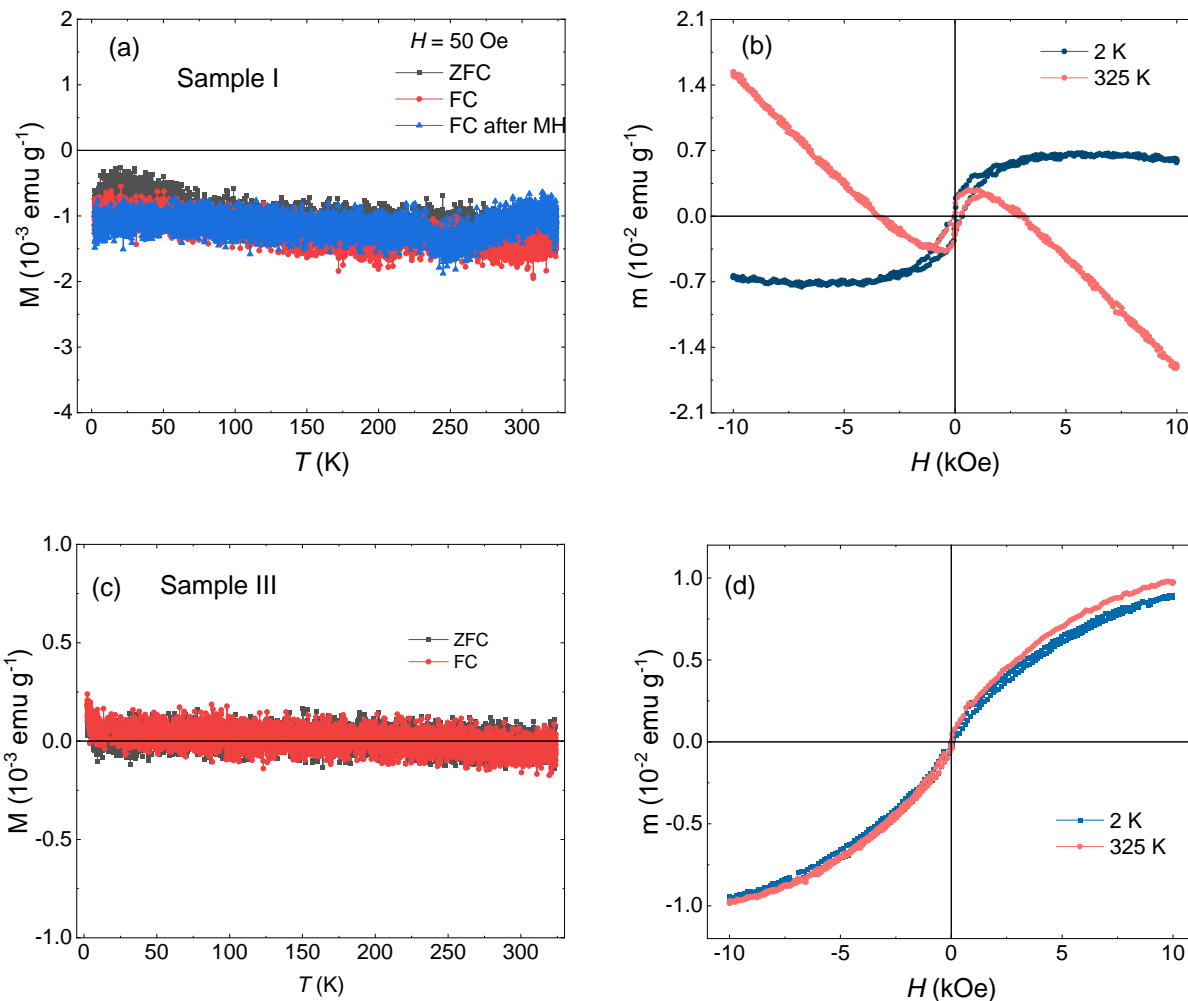 (a)
Sample I
H = 50 Oe
ZFC
FC
FC after MH
2
1
0
-1
-2
-3
-4
M (10⁻³ emu g⁻¹)
0 50 100 150 200 250 300
T (K)
(b)
2 K
325 K
2.1
1.4
0.7
0.0
-0.7
-1.4
-2.1
m (10⁻² emu g⁻¹)
-10 -5 0 5 10
H (kOe)
(c)
Sample III
ZFC
FC
1.0
0.5
0.0
-0.5
-1.0
M (10⁻³ emu g⁻¹)
0 50 100 150 200 250 300
T (K)
(d)
1.0
0.5
0.0
-0.5
-1.0
m (10⁻² emu g⁻¹)
2 K
325 K
-10 -5 0 5 10
H (kOe)